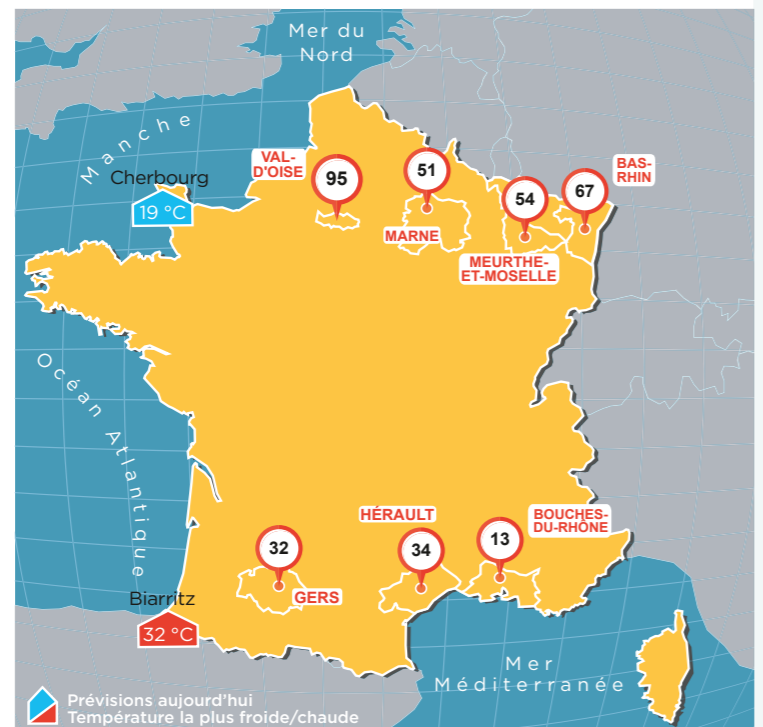 Mer du
Nord
Manche
Cherbourg
19 °C
VAL-
D'OISE
95
51
MARNE
54
MEURTHE-
ET-MOSELLE
67
BAS-
RHIN
Océan Atlantique
32
GERS
HÉRAULT
34
13
BOUCHES-
DU-RHÔNE
Biarritz
32 °C
Mer
Méditerranée
Prévisions aujourd'hui
Température la plus froide/chaude